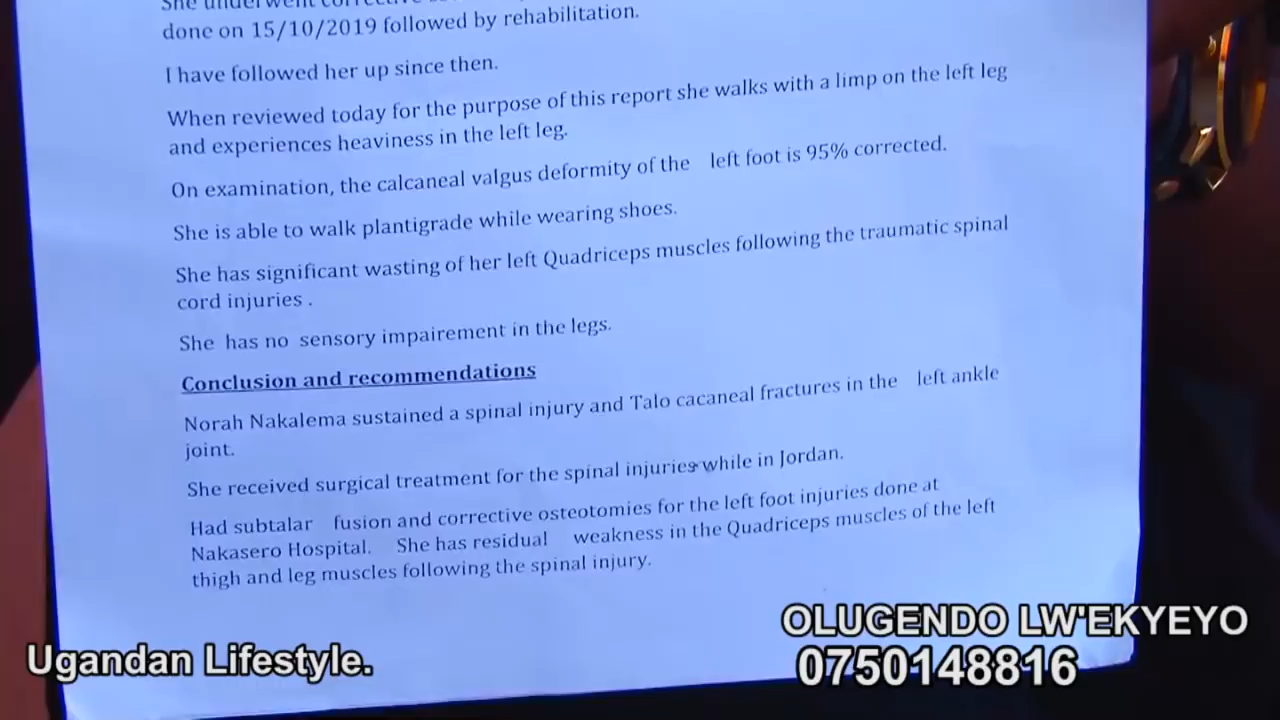 She underwent corrective
done on 15/10/2019 followed by rehabilitation.
I have followed her up since then.
When reviewed today for the purpose of this report she walks with a limp on the left leg
and experiences heaviness in the left leg.
On examination, the calcaneal valgus deformity of the left foot is 95% corrected.
She is able to walk plantigrade while wearing shoes.
She has significant wasting of her left Quadriceps muscles following the traumatic spinal
cord injuries .
She has no sensory impairement in the legs.
Conclusion and recommendations
Norah Nakalema sustained a spinal injury and Talo cacaneal fractures in the left ankle
joint.
She received surgical treatment for the spinal injuries while in Jordan.
Had subtalar fusion and corrective osteotomies for the left foot injuries done at
Nakasero Hospital. She has residual weakness in the Quadriceps muscles of the left
thigh and leg muscles following the spinal injury.
OLUGENDO LW'EKYEYO
Ugandan Lifestyle.
0750148816